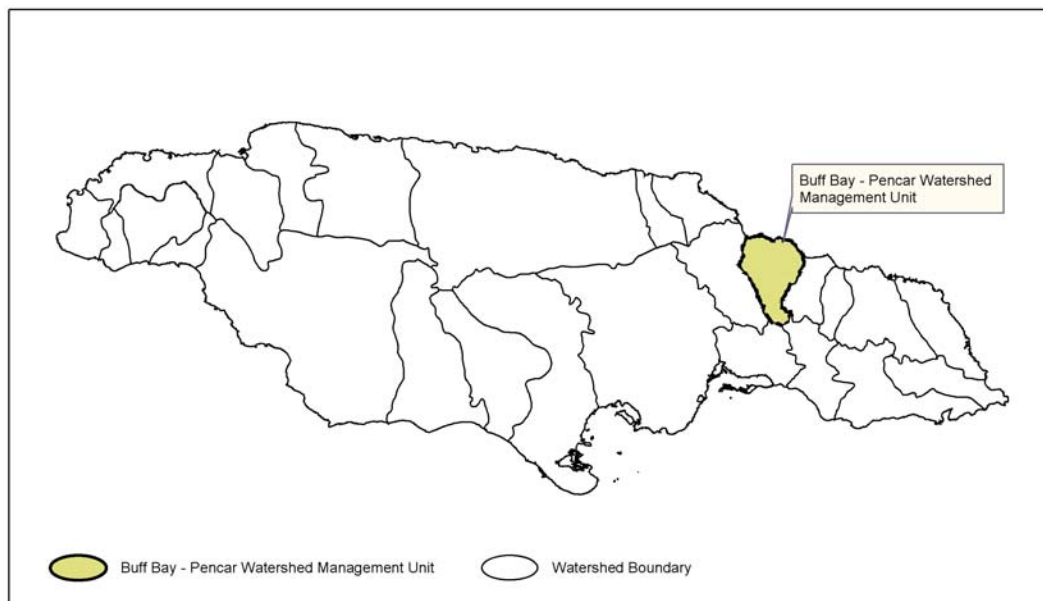 Buff Bay - Pencar Watershed
Management Unit
Buff Bay - Pencar Watershed Management Unit
Watershed Boundary